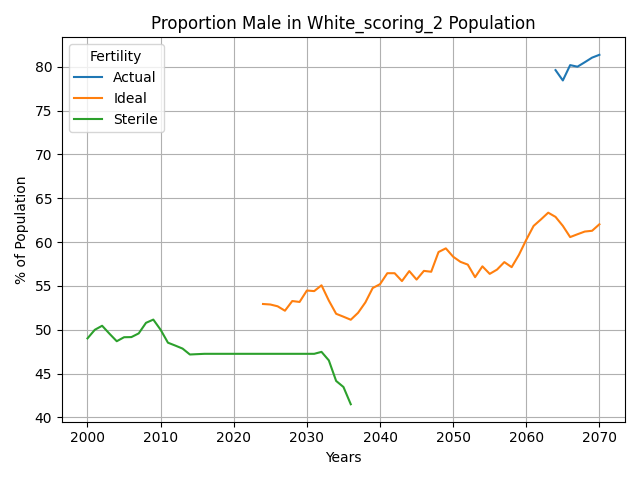 Proportion Male in White_scoring_2 Population
% of Population
Fertility
Actual
Ideal
Sterile
80
75
70
65
60
55
50
45
40
2000
2010
2020
2030
2040
2050
2060
2070
Years